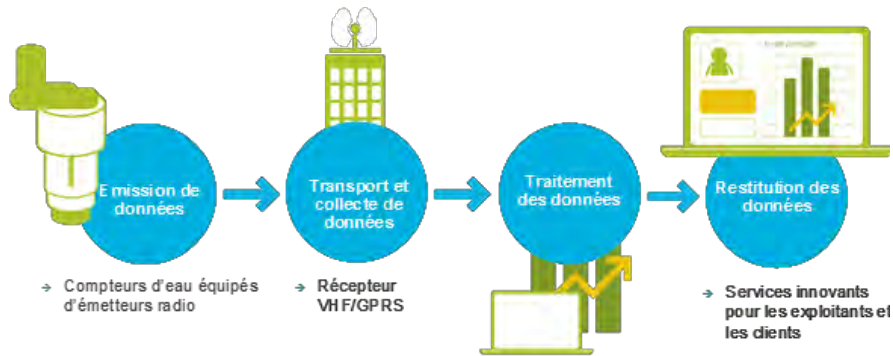 Emission de
données
Transport et
collecte de
données
Traitement
des données
Restitution des
données
→ Compteurs d'eau équipés
d'émetteurs radio
→ Récepteur
VHF/GPRS
→ Services innovants
pour les exploitants et
les clients